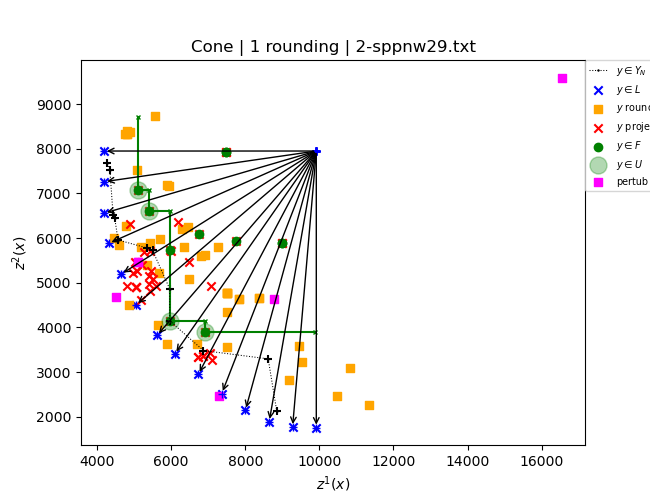 Cone | 1 rounding | 2-sppnw29.txt
9000
8000
7000
6000
5000
4000
3000
2000
z²(x)
4000 6000 8000 10000 12000 14000 16000
z¹(x)
y ∈ Y_N
y ∈ L
y roun
y proje
y ∈ F
y ∈ U
pertub